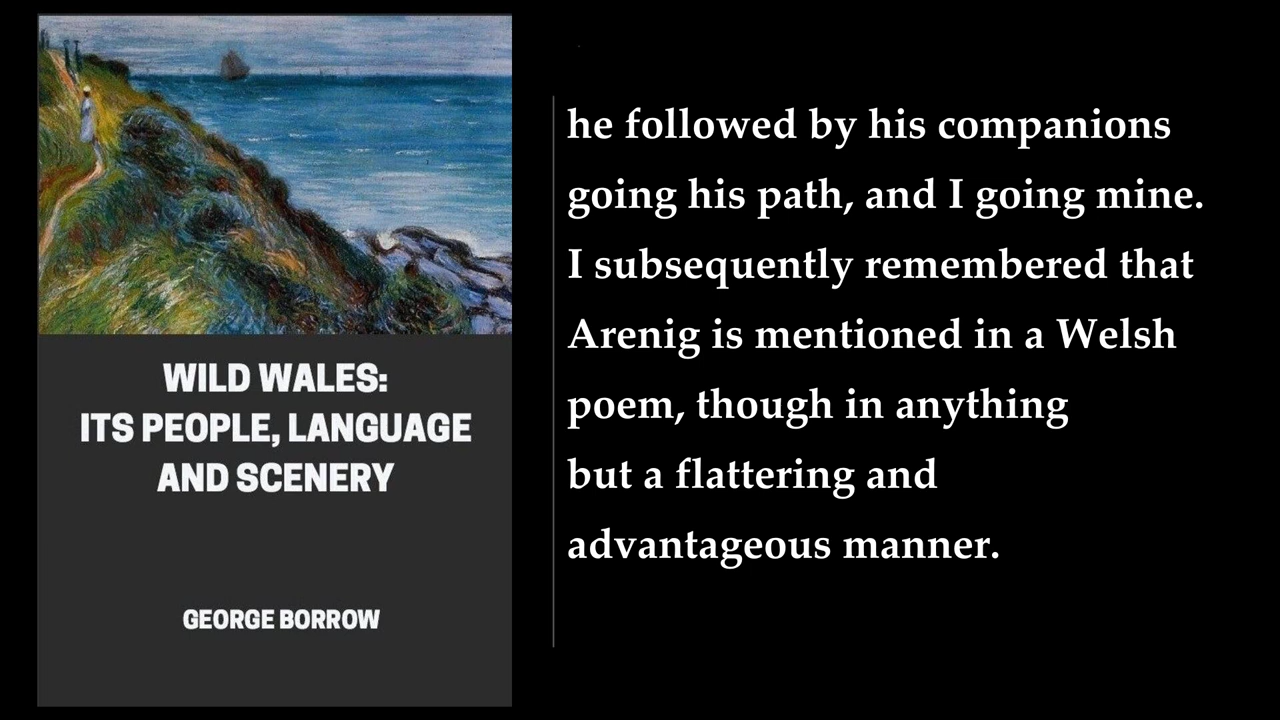 WILD WALES:
ITS PEOPLE, LANGUAGE
AND SCENERY
GEORGE BORROW
he followed by his companions
going his path, and I going mine.
I subsequently remembered that
Arenig is mentioned in a Welsh
poem, though in anything
but a flattering and
advantageous manner.